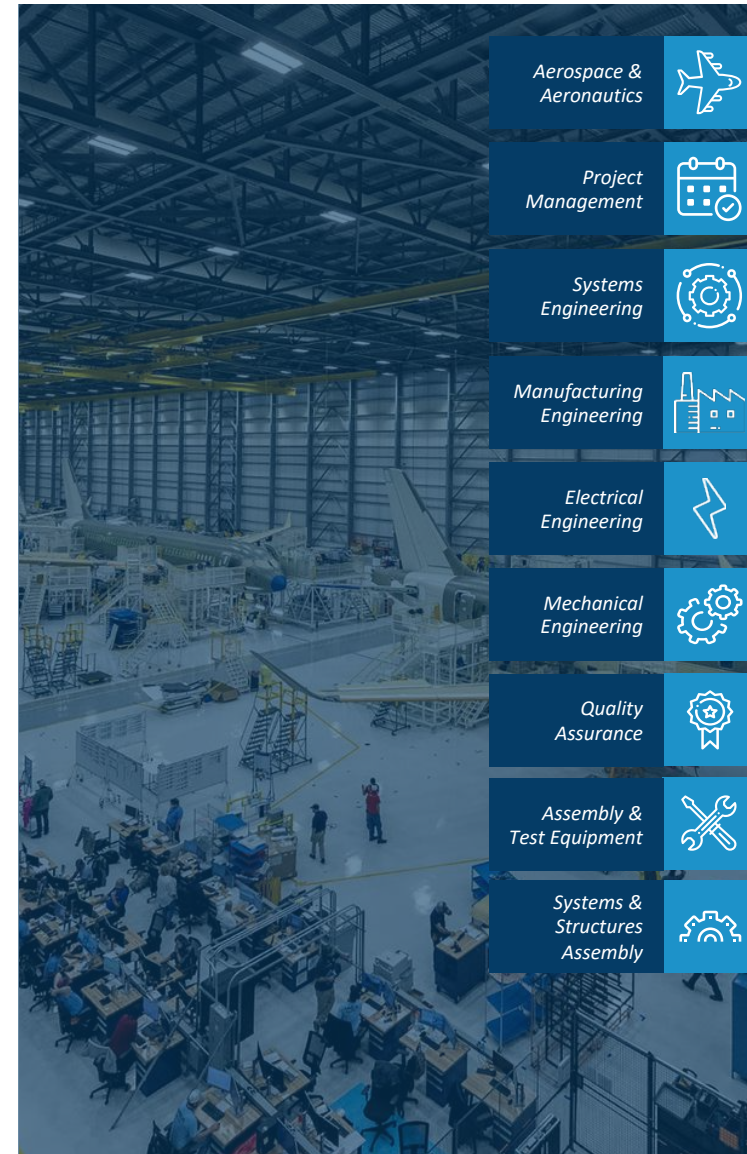 Aerospace &
Aeronautics
Project
Management
Systems
Engineering
Manufacturing
Engineering
Electrical
Engineering
Mechanical
Engineering
Quality
Assurance
Assembly &
Test Equipment
Systems &
Structures
Assembly